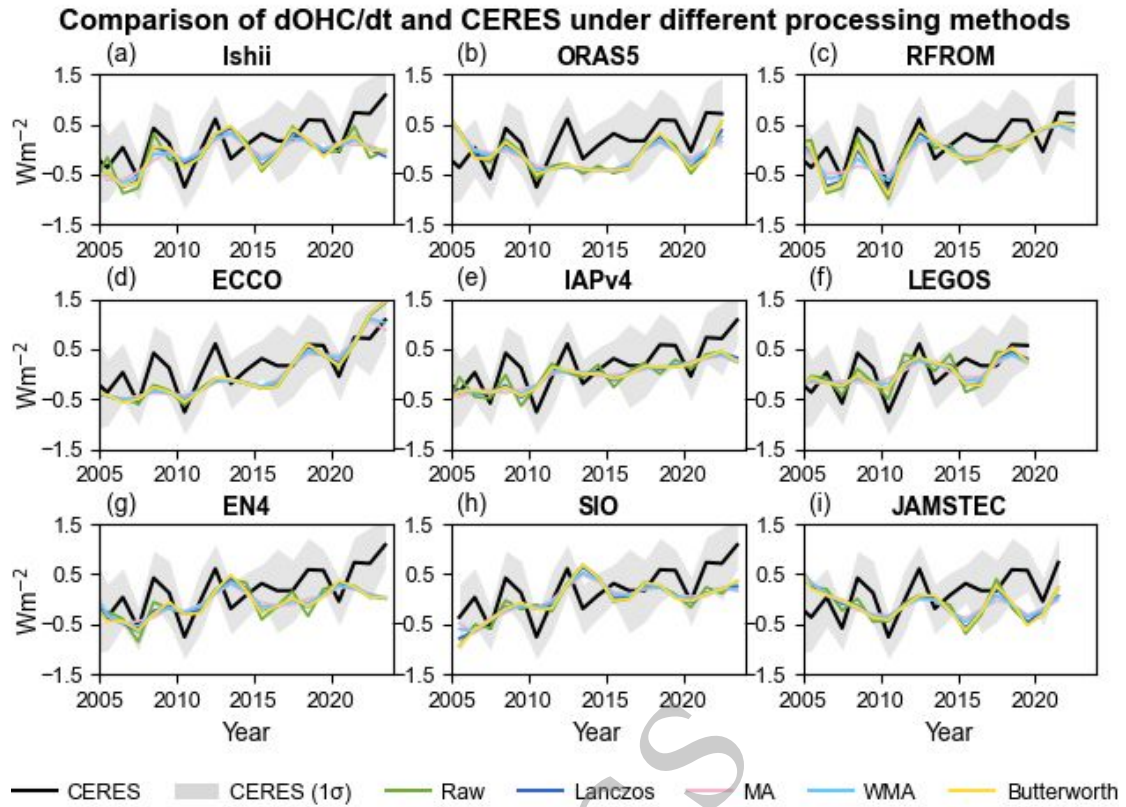 Comparison of dOHC/dt and CERES under different processing methods
(a) Ishii (b) ORAS5 (c) RFROM
1.5 1.5 1.5
0.5 0.5 0.5
−0.5 −0.5 −0.5
−1.5 −1.5 −1.5
Wm−2
2005 2010 2015 2020 2005 2010 2015 2020 2005 2010 2015 2020
(d) ECCO (e) IAPv4 (f) LEGOS
1.5 1.5 1.5
0.5 0.5 0.5
−0.5 −0.5 −0.5
−1.5 −1.5 −1.5
Wm−2
2005 2010 2015 2020 2005 2010 2015 2020 2005 2010 2015 2020
(g) EN4 (h) SIO (i) JAMSTEC
1.5 1.5 1.5
0.5 0.5 0.5
−0.5 −0.5 −0.5
−1.5 −1.5 −1.5
Wm−2
2005 2010 2015 2020 2005 2010 2015 2020 2005 2010 2015 2020
Year Year Year
CERES CERES (1σ) Raw Lanczos MA WMA Butterworth